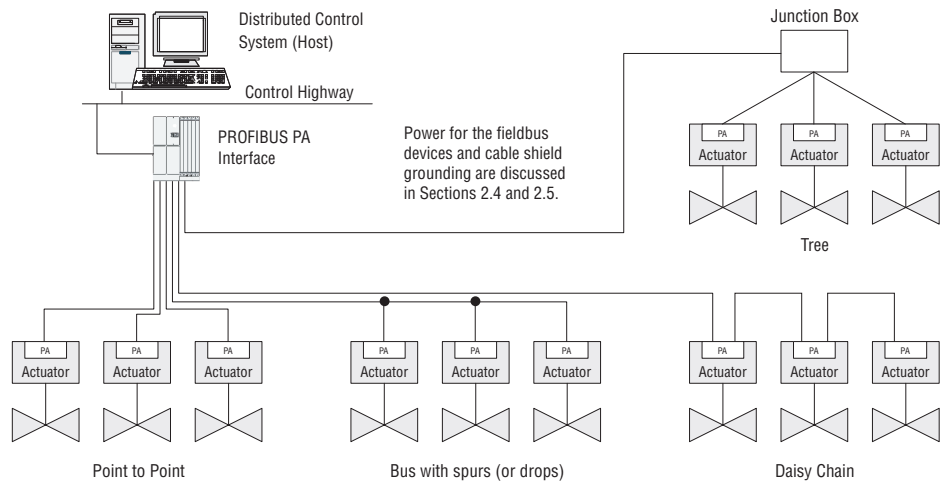 Distributed Control
System (Host)
Junction Box
Control Highway
PROFIBUS PA
Interface
Power for the fieldbus
devices and cable shield
grounding are discussed
in Sections 2.4 and 2.5.
PA PA PA
Actuator Actuator Actuator
Tree
PA PA PA PA PA PA PA PA PA
Actuator Actuator Actuator Actuator Actuator Actuator Actuator Actuator Actuator
Point to Point Bus with spurs (or drops) Daisy Chain